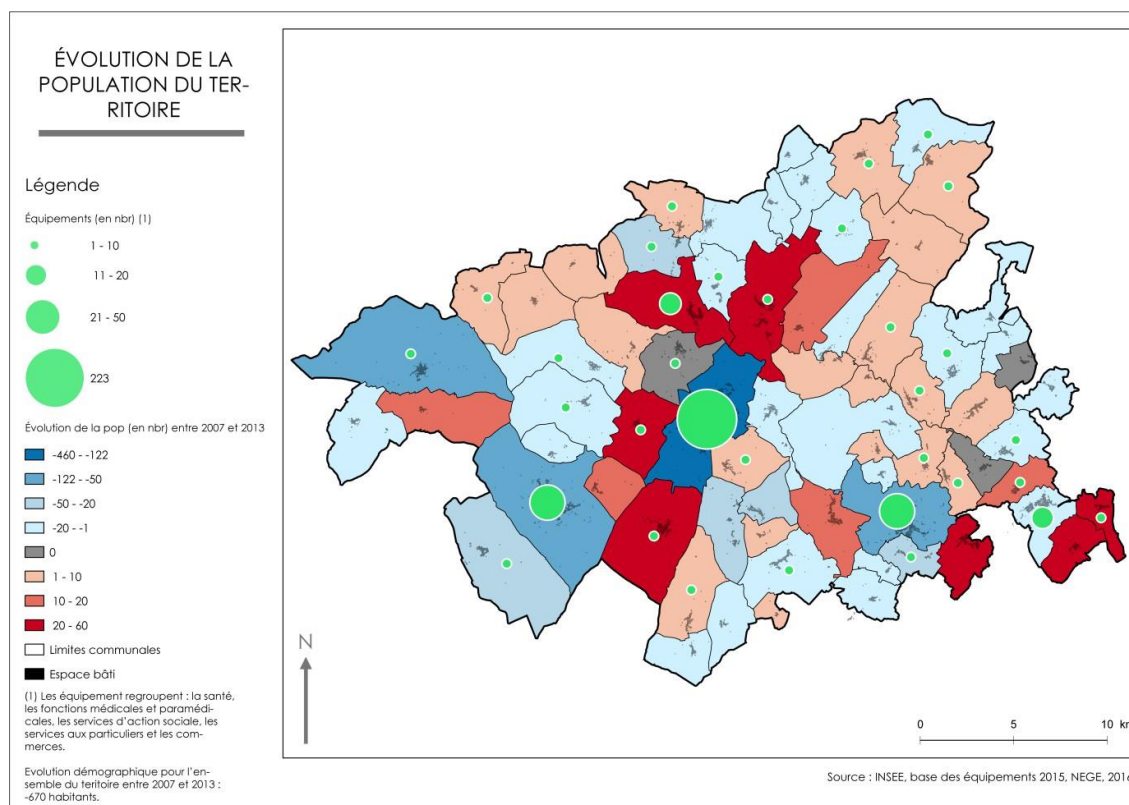 ÉVOLUTION DE LA
POPULATION DU TER-
RITOIRE
Légende
Équipements (en nbr) (1)
1 - 10
11 - 20
21 - 50
223
Évolution de la pop (en nbr) entre 2007 et 2013
-460 - -122
-122 - -50
-50 - -20
-20 - -1
0
1 - 10
10 - 20
20 - 60
Limites communales
Espace bâti
(1) Les équipement regroupent : la santé,
les fonctions médicales et paramédi-
cales, les services d'action sociale, les
services aux particuliers et les com-
merces.
Evolution démographique pour l'en-
semble du teritoire entre 2007 et 2013 :
-670 habitants.
N
0 5 10 km
Source : INSEE, base des équipements 2015, NEGE, 2016